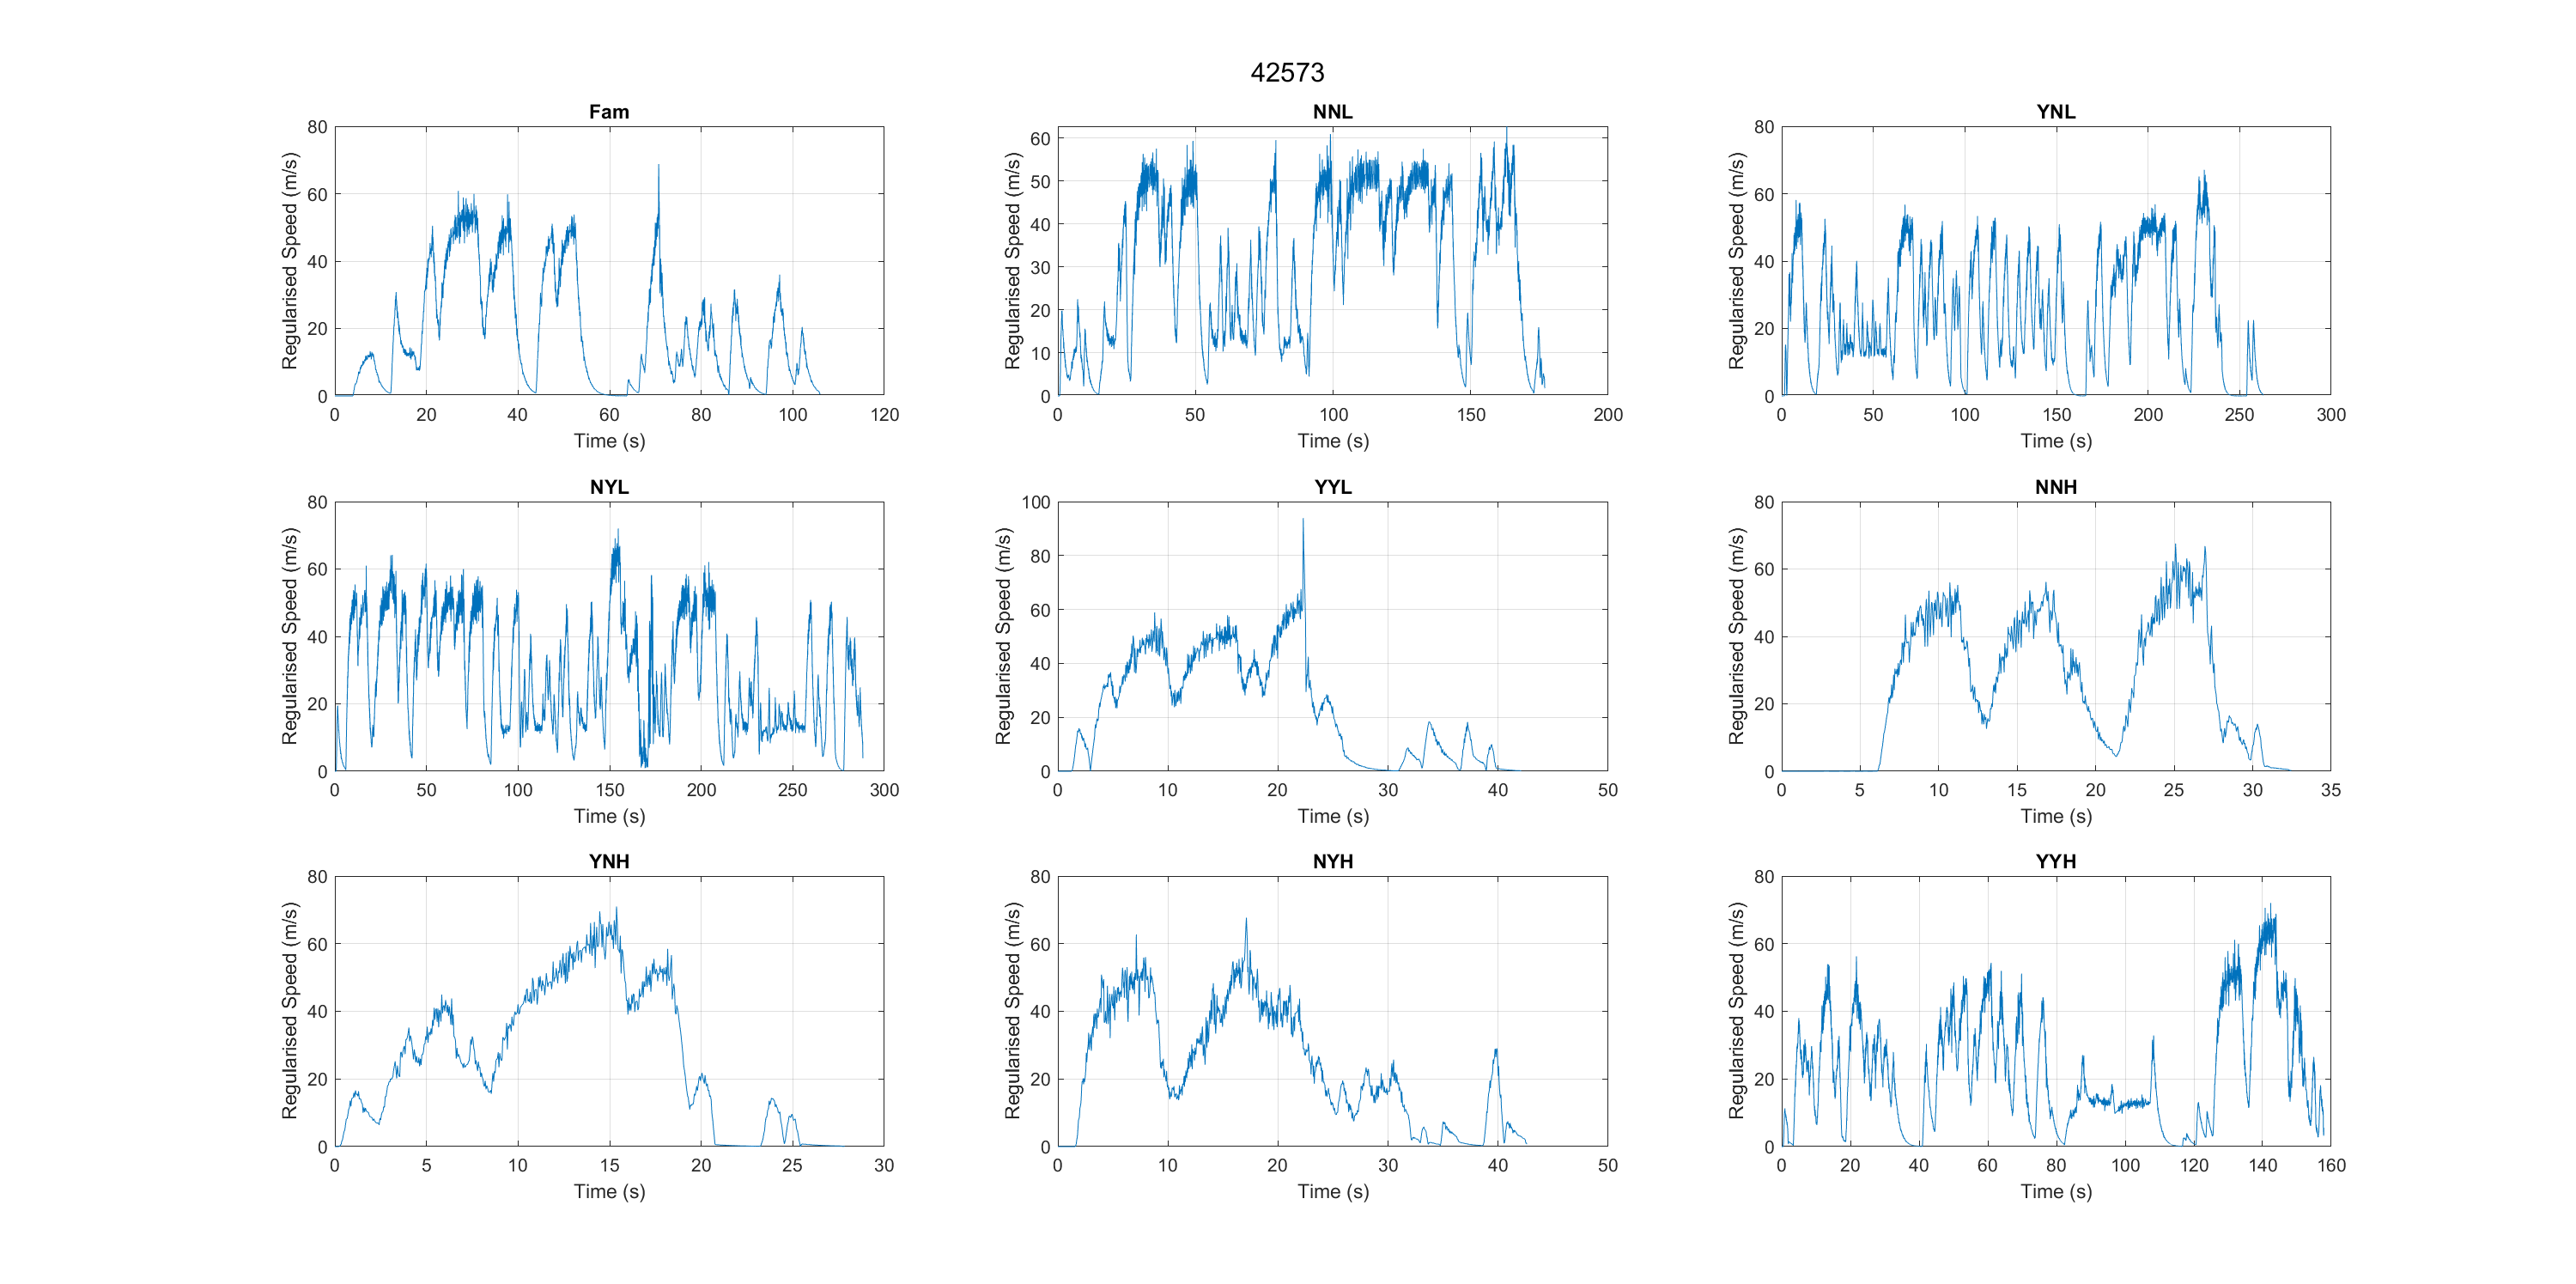 42573
Fam
80
60
40
20
0
Regularised Speed (m/s)
0 20 40 60 80 100 120
Time (s)
NNL
60
50
40
30
20
10
0
Regularised Speed (m/s)
0 50 100 150 200
Time (s)
YNL
80
60
40
20
0
Regularised Speed (m/s)
0 50 100 150 200 250 300
Time (s)
NYL
80
60
40
20
0
Regularised Speed (m/s)
0 50 100 150 200 250 300
Time (s)
YYL
100
80
60
40
20
0
Regularised Speed (m/s)
0 10 20 30 40 50
Time (s)
NNH
80
60
40
20
0
Regularised Speed (m/s)
0 5 10 15 20 25 30 35
Time (s)
YNH
80
60
40
20
0
Regularised Speed (m/s)
0 5 10 15 20 25 30
Time (s)
NYH
80
60
40
20
0
Regularised Speed (m/s)
0 10 20 30 40 50
Time (s)
YYH
80
60
40
20
0
Regularised Speed (m/s)
0 20 40 60 80 100 120 140 160
Time (s)